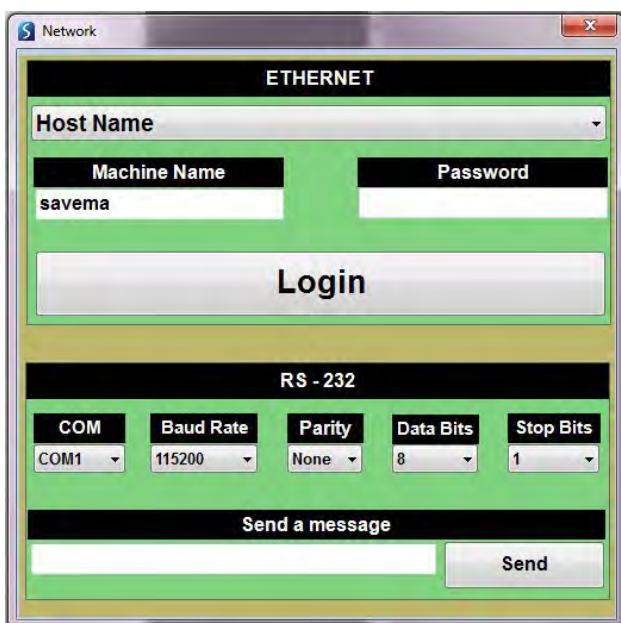 Network
ETHERNET
Host Name
Machine Name Password
savema
Login
RS - 232
COM Baud Rate Parity Data Bits Stop Bits
COM1 115200 None 8 1
Send a message
Send